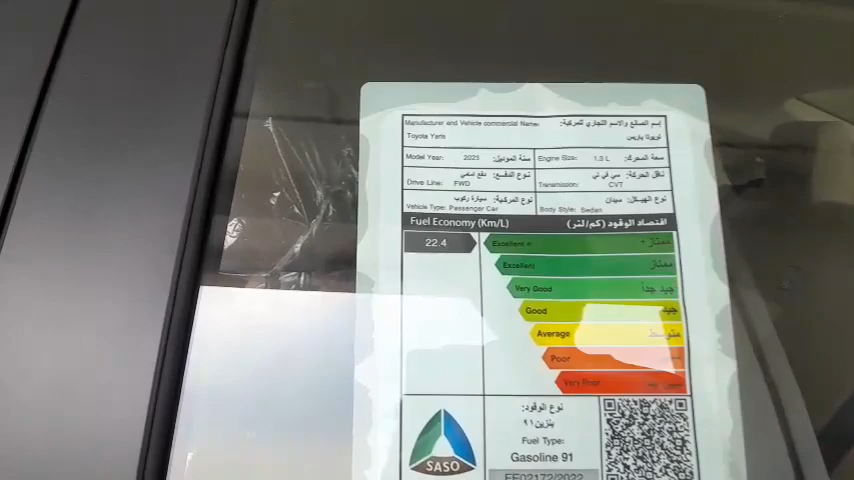 Manufacturer and Vehicle commercial Name: إسم الصانع والاسم التجاري للمركبة:
Toyota Yaris تويوتا ياريس
Model Year: 2023 سنة الموديل: Engine Size: 1.3 L سعة المحرك:
Drive Line: FWD نوع الدفع: دفع امامي Transmission: CVT ناقل الحركة: سي في تي
Vehicle Type: Passenger Car نوع المركبة: سيارة ركوب Body Style: Sedan نوع الهيكل: سيدان
Fuel Economy (Km/L) اقتصاد الوقود (كم/لتر)
22.4 Excellent + ممتاز +
Excellent ممتاز
Very Good جيد جداً
Good جيد
Average متوسط
Poor
Very Poor
نوع الوقود:
بنزين ٩١
Fuel Type:
Gasoline 91
SASO
FE02172/2022